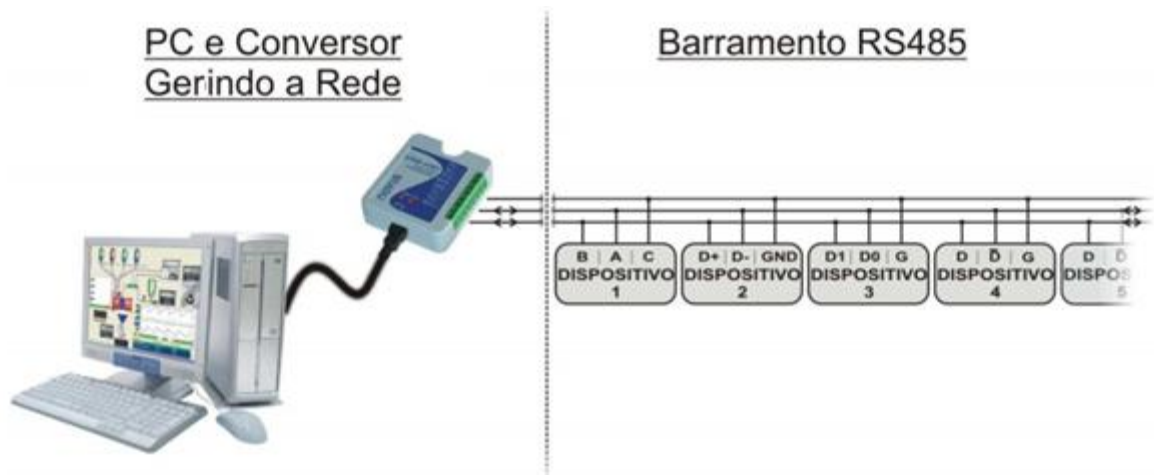 PC e Conversor
Gerindo a Rede
Barramento RS485
B | A | C
DISPOSITIVO
1
D+ | D- | GND
DISPOSITIVO
2
D1 | D0 | G
DISPOSITIVO
3
D | D̅ | G
DISPOSITIVO
4
D | D̅
DISPOS
5